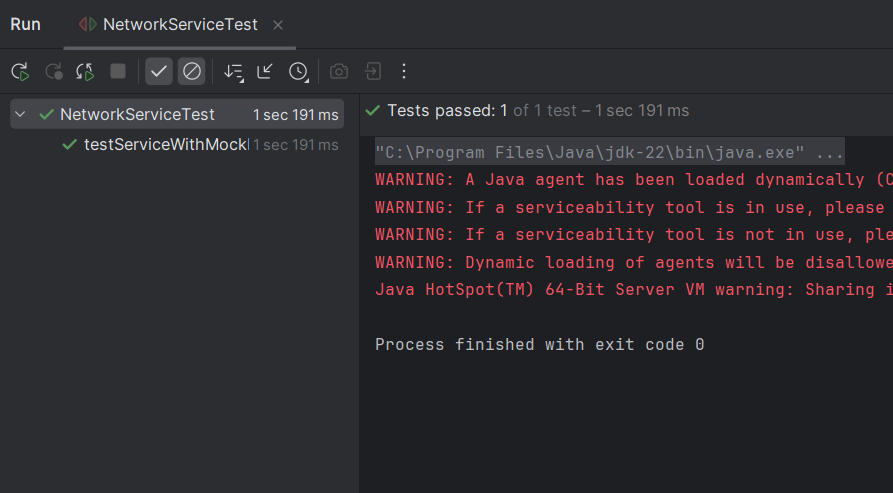 Run
NetworkServiceTest
NetworkServiceTest 1 sec 191 ms
testServiceWithMock 1 sec 191 ms
Tests passed: 1 of 1 test – 1 sec 191 ms
"C:\Program Files\Java\jdk-22\bin\java.exe" ...
WARNING: A Java agent has been loaded dynamically (C
WARNING: If a serviceability tool is in use, please
WARNING: If a serviceability tool is not in use, ple
WARNING: Dynamic loading of agents will be disallowe
Java HotSpot(TM) 64-Bit Server VM warning: Sharing i
Process finished with exit code 0